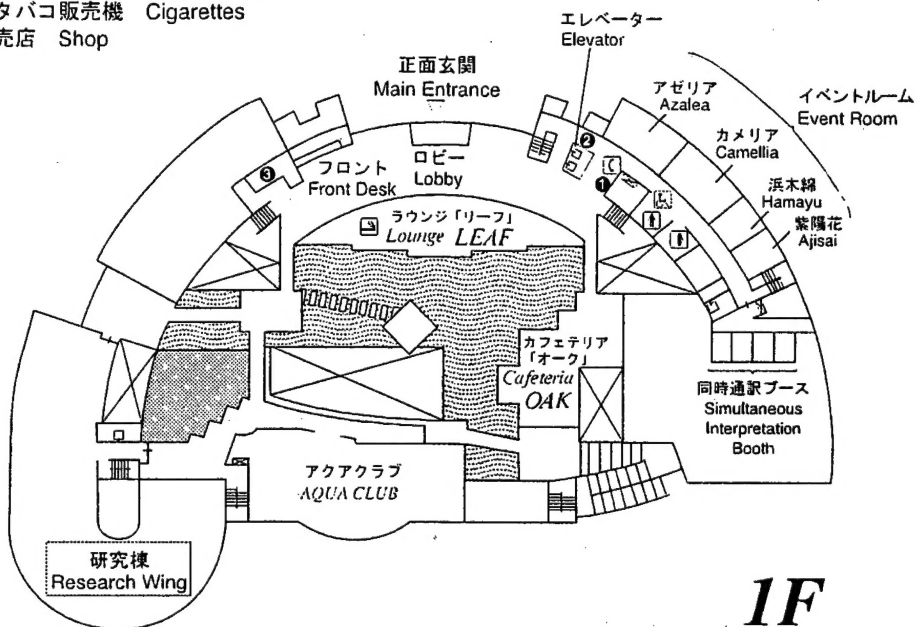 タバコ販売機 Cigarettes
売店 Shop
エレベーター
Elevator
正面玄関
Main Entrance
アゼリア
Azalea
イベントルーム
Event Room
カメリア
Camellia
浜木綿
Hamayu
紫陽花
Ajisai
フロント
Front Desk
ロビー
Lobby
❶
❷
❸
ラウンジ「リーフ」
Lounge LEAF
カフェテリア
「オーク」
Cafeteria
OAK
同時通訳ブース
Simultaneous
Interpretation
Booth
アクアクラブ
AQUA CLUB
研究棟
Research Wing
1F